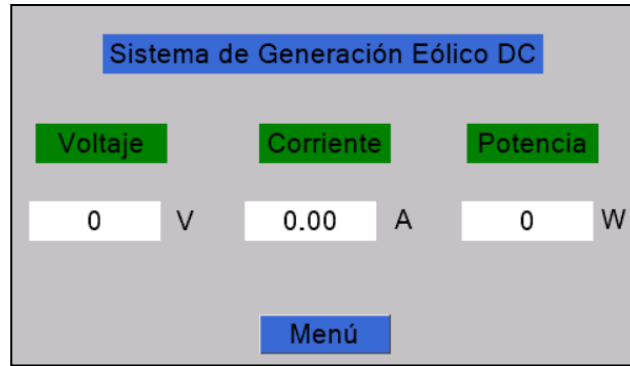 Sistema de Generación Eólico DC
Voltaje Corriente Potencia
0 V 0.00 A 0 W
Menú